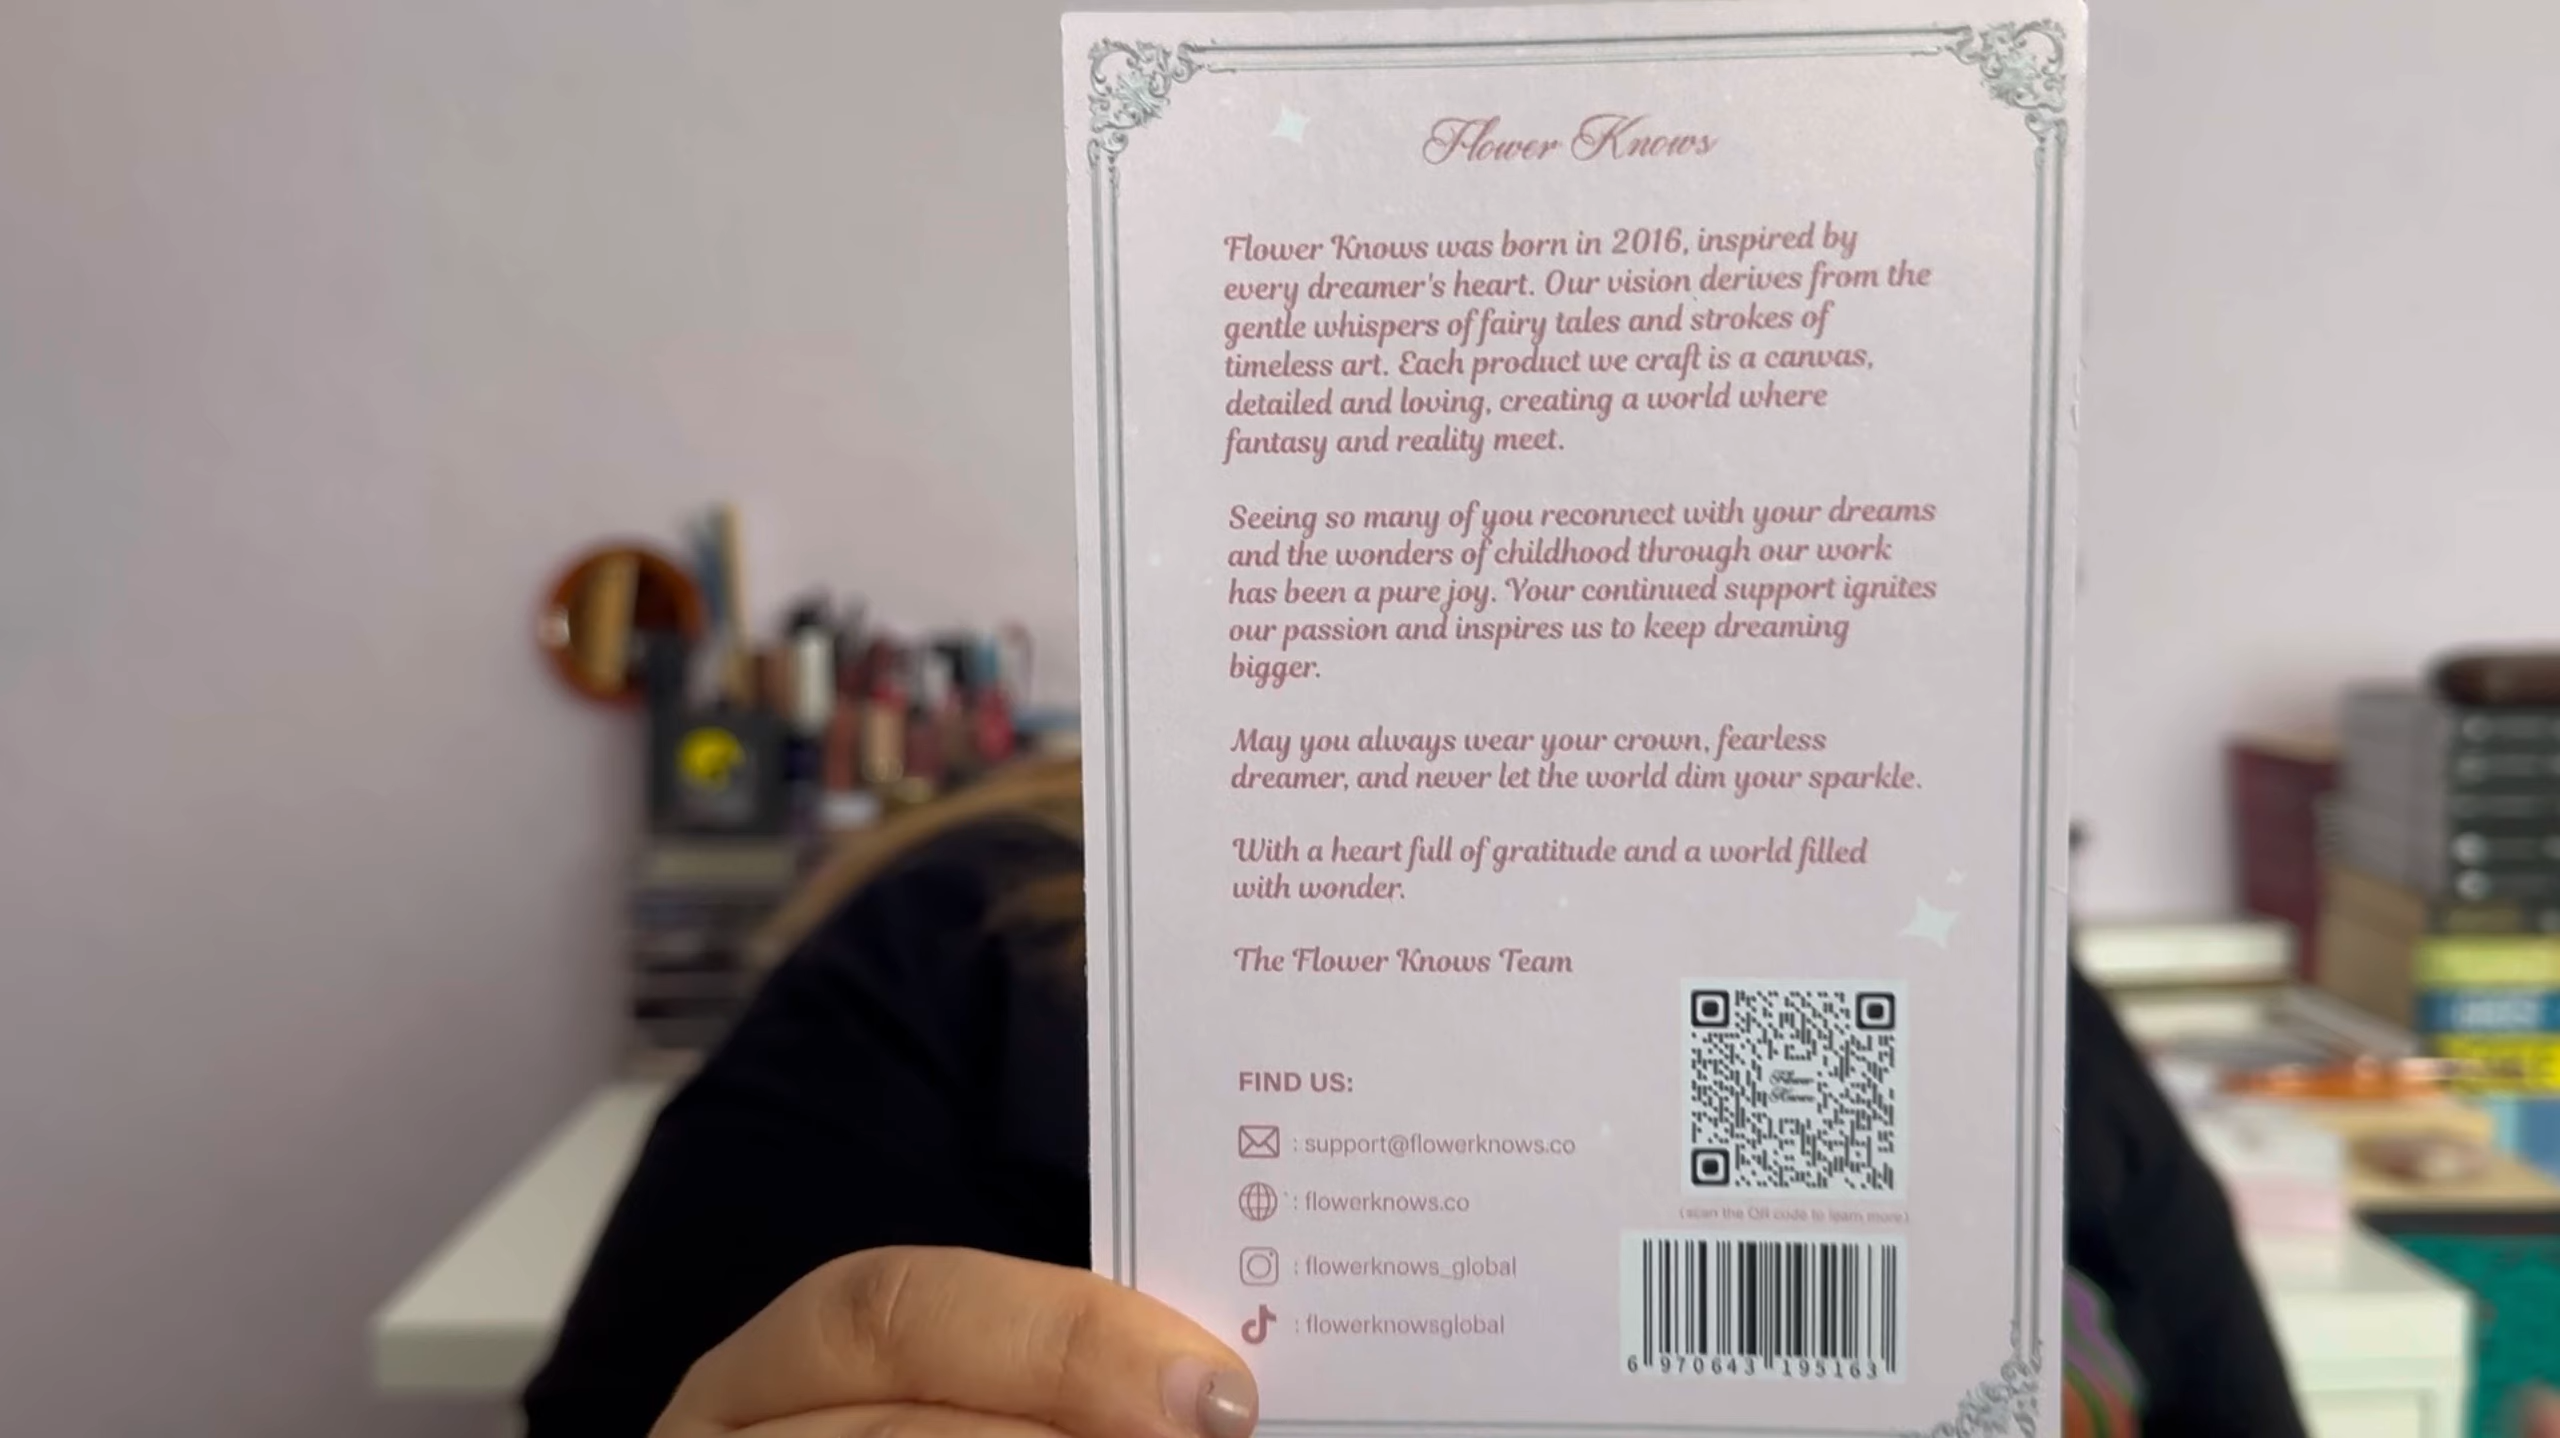 Flower Knows
Flower Knows was born in 2016, inspired by
every dreamer's heart. Our vision derives from the
gentle whispers of fairy tales and strokes of
timeless art. Each product we craft is a canvas,
detailed and loving, creating a world where
fantasy and reality meet.
Seeing so many of you reconnect with your dreams
and the wonders of childhood through our work
has been a pure joy. Your continued support ignites
our passion and inspires us to keep dreaming
bigger.
May you always wear your crown, fearless
dreamer, and never let the world dim your sparkle.
With a heart full of gratitude and a world filled
with wonder.
The Flower Knows Team
FIND US:
: support@flowerknows.co
: flowerknows.co
: flowerknows_global
: flowerknowsglobal
Flower
Knows
(scan the QR code to learn more)
6 970643 195163